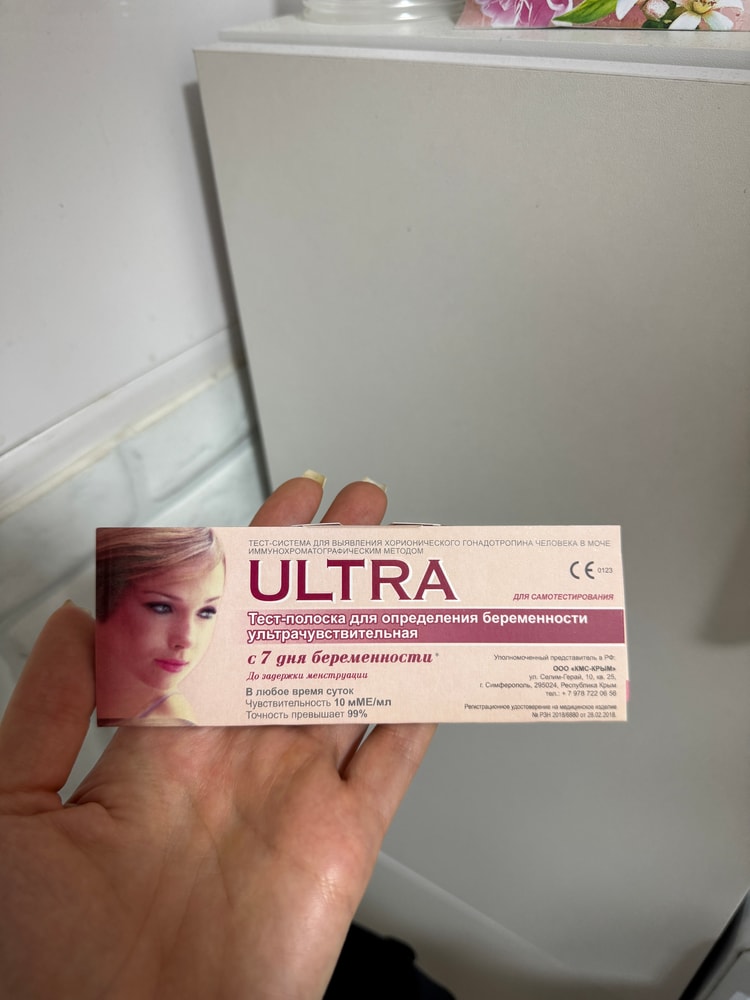 ТЕСТ-СИСТЕМА ДЛЯ ВЫЯВЛЕНИЯ ХОРИОНИЧЕСКОГО ГОНАДОТРОПИНА ЧЕЛОВЕКА В МОЧЕ
ИММУНОХРОМАТОГРАФИЧЕСКИМ МЕТОДОМ
ULTRA
CE 0123
ДЛЯ САМОТЕСТИРОВАНИЯ
Тест-полоска для определения беременности
ультрачувствительная
с 7 дня беременности*
До задержки менструации
В любое время суток
Чувствительность 10 мМЕ/мл
Точность превышает 99%
Уполномоченный представитель в РФ:
ООО «КМС-КРЫМ»
ул. Селим-Герай, 10, кв. 25,
г. Симферополь, 295024, Республика Крым
тел.: + 7 978 722 06 56
Регистрационное удостоверение на медицинское изделие
№ РЗН 2018/6880 от 28.02.2018.